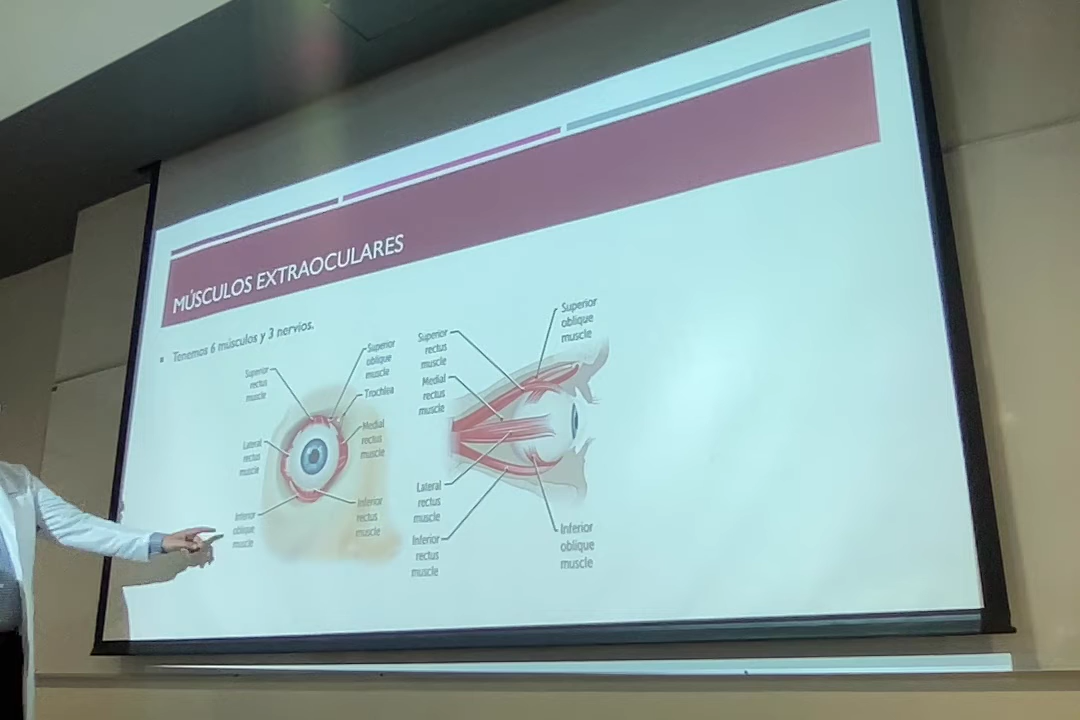 MÚSCULOS EXTRAOCULARES
Tenemos 6 músculos y 3 nervios.
Superior
rectus
muscle
Superior
oblique
muscle
Trochlea
Medial
rectus
muscle
Lateral
rectus
muscle
Inferior
oblique
muscle
Inferior
rectus
muscle
Superior
rectus
muscle
Superior
oblique
muscle
Medial
rectus
muscle
Lateral
rectus
muscle
Inferior
rectus
muscle
Inferior
oblique
muscle